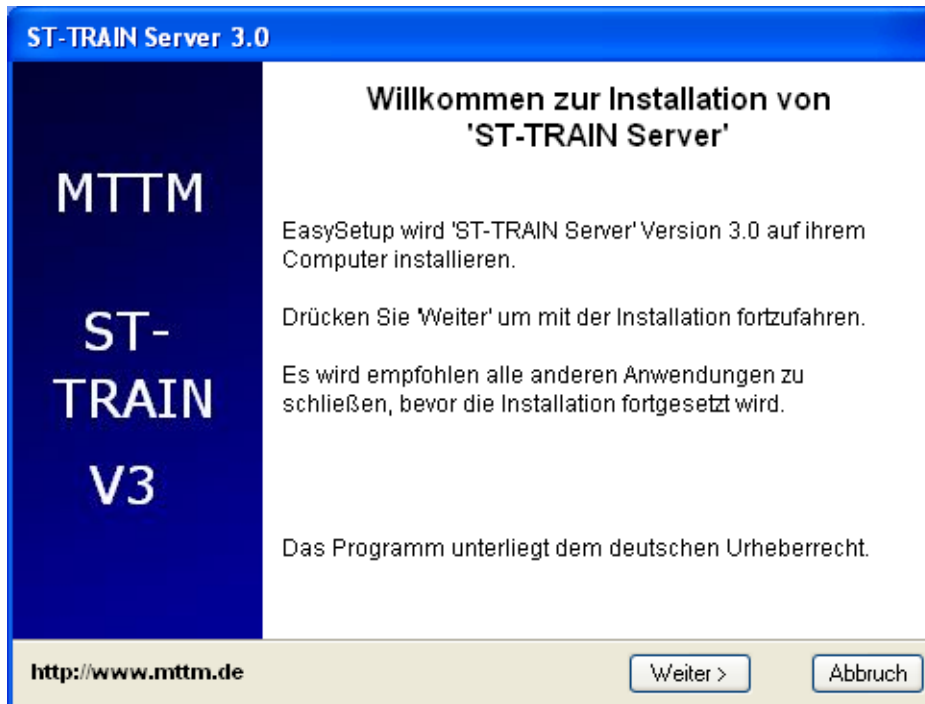 ST-TRAIN Server 3.0
MTTM
ST-
TRAIN
V3
Willkommen zur Installation von
'ST-TRAIN Server'
EasySetup wird 'ST-TRAIN Server' Version 3.0 auf ihrem
Computer installieren.
Drücken Sie 'Weiter' um mit der Installation fortzufahren.
Es wird empfohlen alle anderen Anwendungen zu
schließen, bevor die Installation fortgesetzt wird.
Das Programm unterliegt dem deutschen Urheberrecht.
http://www.mttm.de
Weiter >
Abbruch